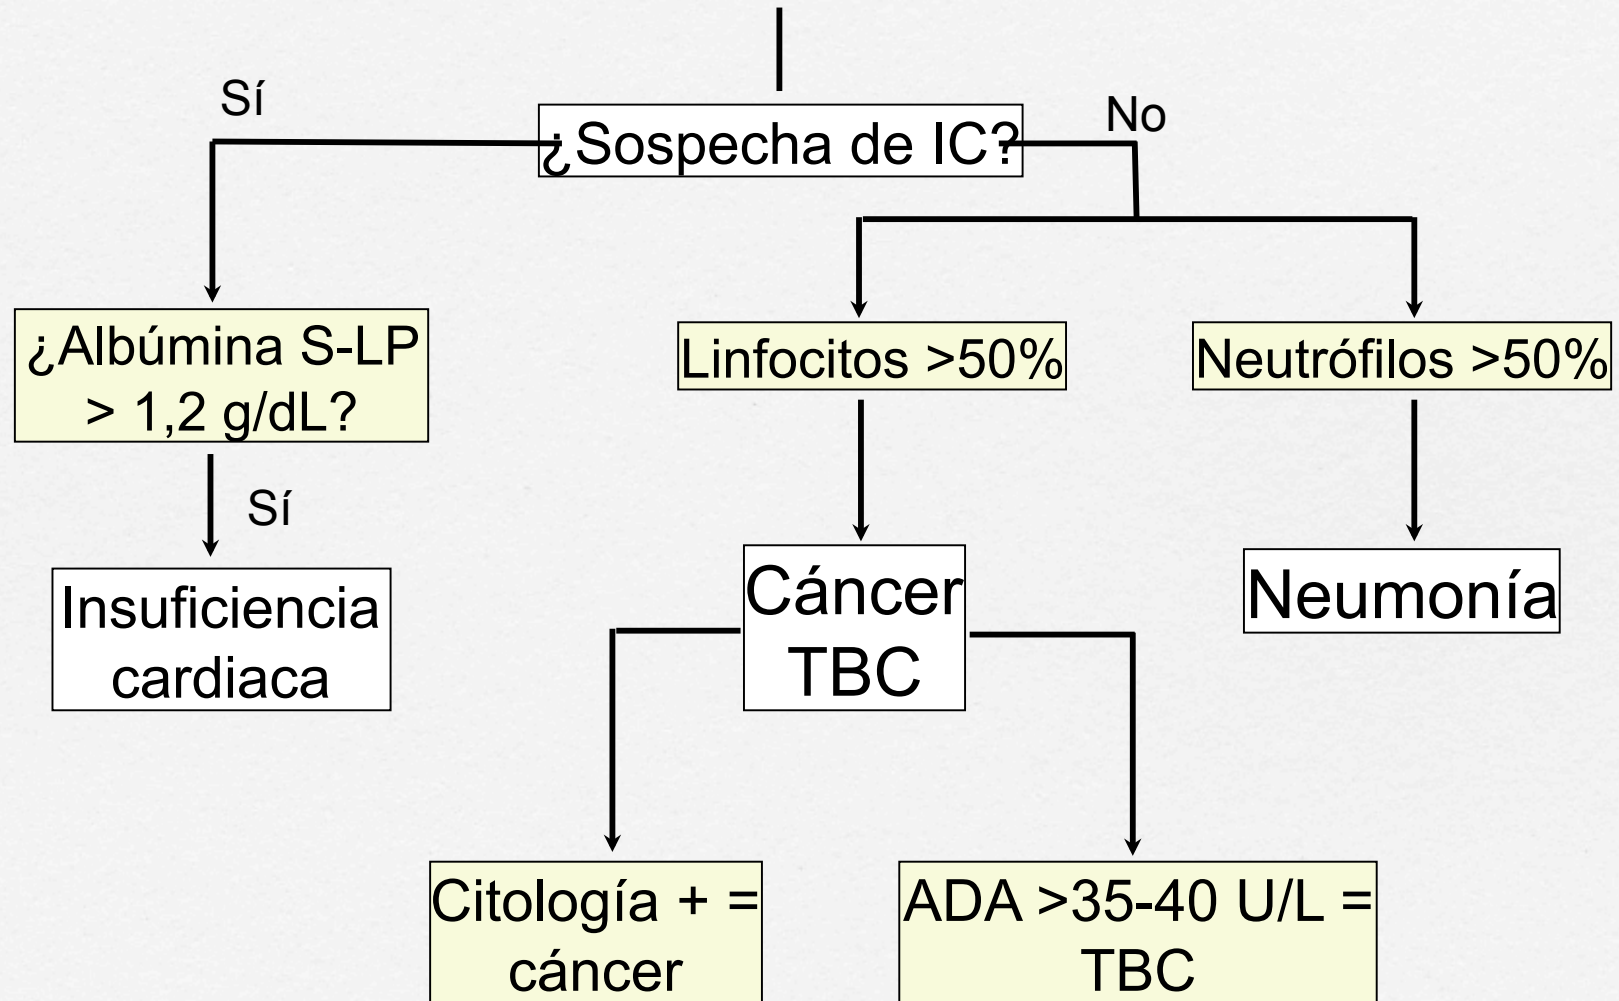 Sí
No
¿Sospecha de IC?
¿Albúmina S-LP
> 1,2 g/dL?
Linfocitos >50%
Neutrófilos >50%
Sí
Insuficiencia
cardiaca
Cáncer
TBC
Neumonía
Citología + =
cáncer
ADA >35-40 U/L =
TBC